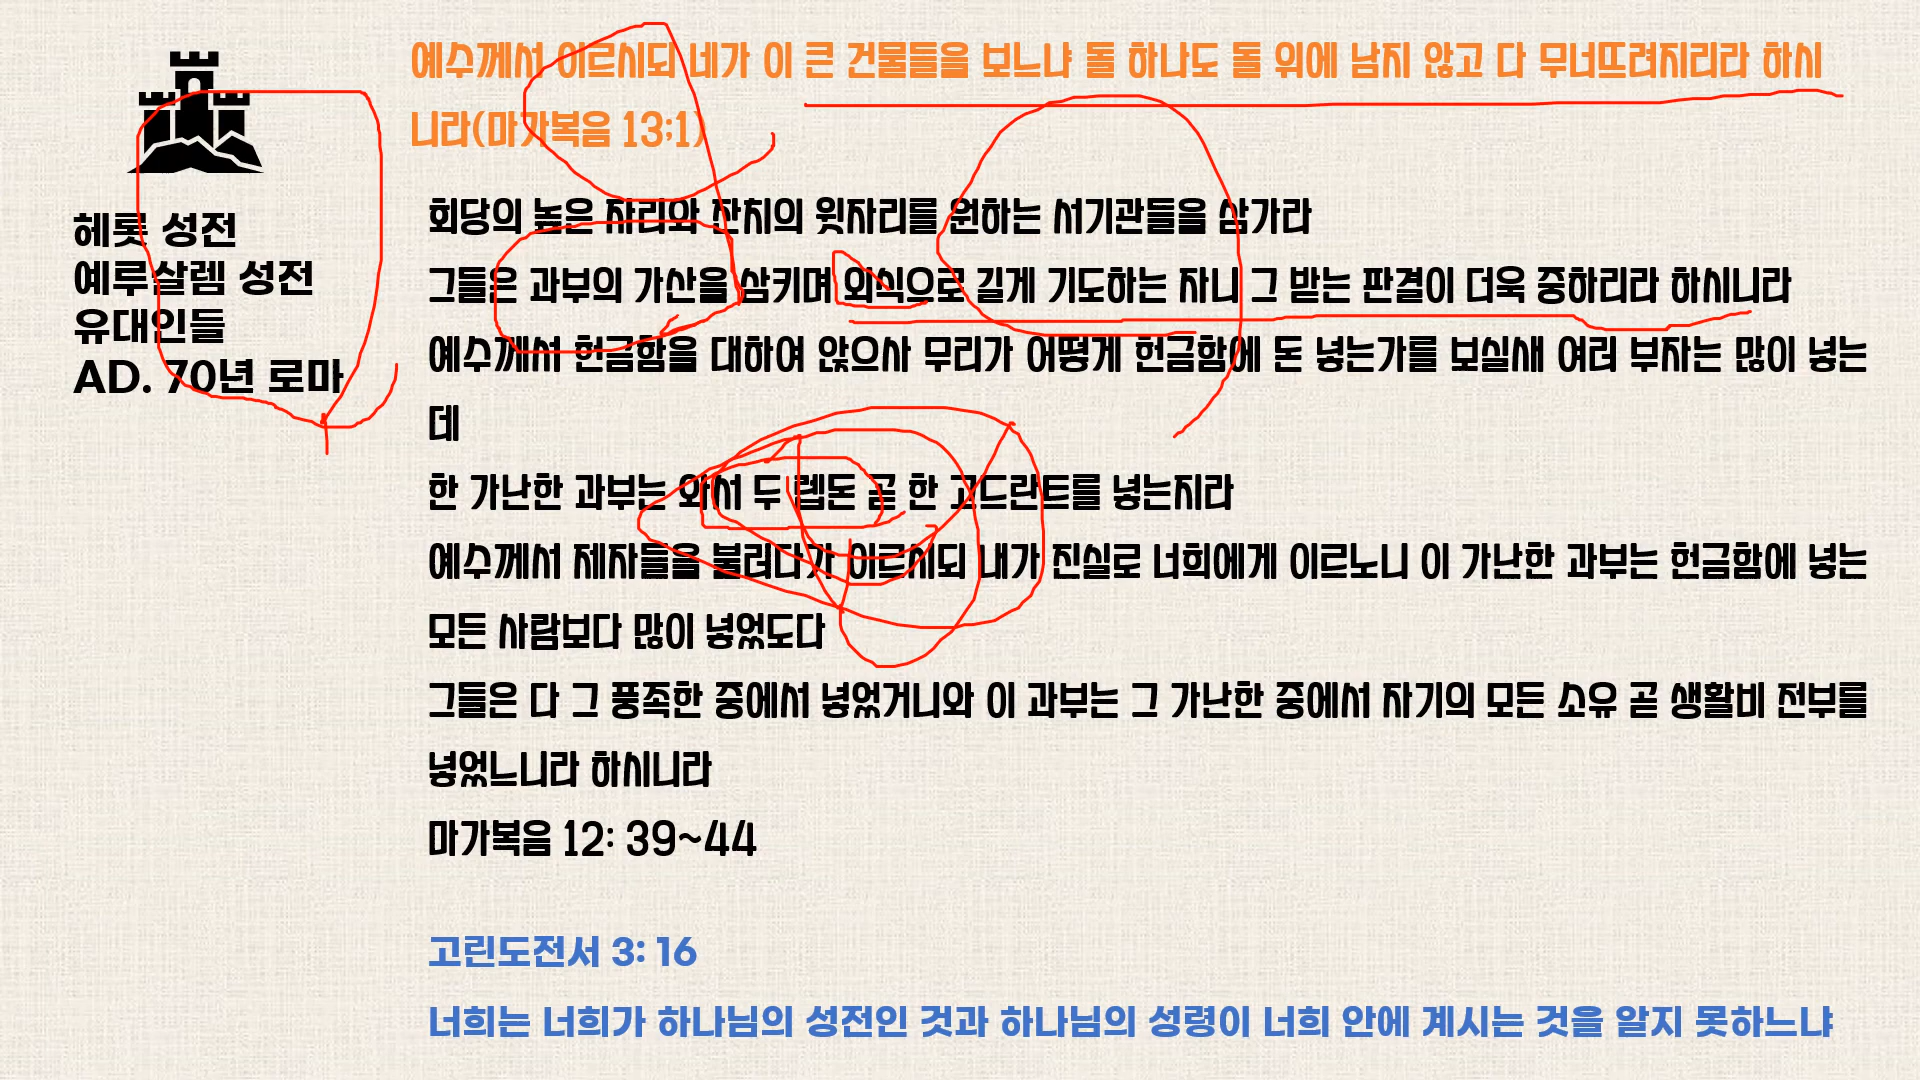 예수께서 이르시되 네가 이 큰 건물들을 보느냐 돌 하나도 돌 위에 남지 않고 다 무너뜨려지리라 하시
니라(마가복음 13;1)
헤롯 성전
예루살렘 성전
유대인들
AD. 70년 로마
회당의 높은 자리와 잔치의 윗자리를 원하는 서기관들을 삼가라
그들은 과부의 가산을 삼키며 외식으로 길게 기도하는 자니 그 받는 판결이 더욱 중하리라 하시니라
예수께서 헌금함을 대하여 앉으사 무리가 어떻게 헌금함에 돈 넣는가를 보실새 여러 부자는 많이 넣는
데
한 가난한 과부는 와서 두 렙돈 곧 한 고드란트를 넣는지라
예수께서 제자들을 불러다가 이르시되 내가 진실로 너희에게 이르노니 이 가난한 과부는 헌금함에 넣는
모든 사람보다 많이 넣었도다
그들은 다 그 풍족한 중에서 넣었거니와 이 과부는 그 가난한 중에서 자기의 모든 소유 곧 생활비 전부를
넣었느니라 하시니라
마가복음 12: 39~44
고린도전서 3: 16
너희는 너희가 하나님의 성전인 것과 하나님의 성령이 너희 안에 계시는 것을 알지 못하느냐